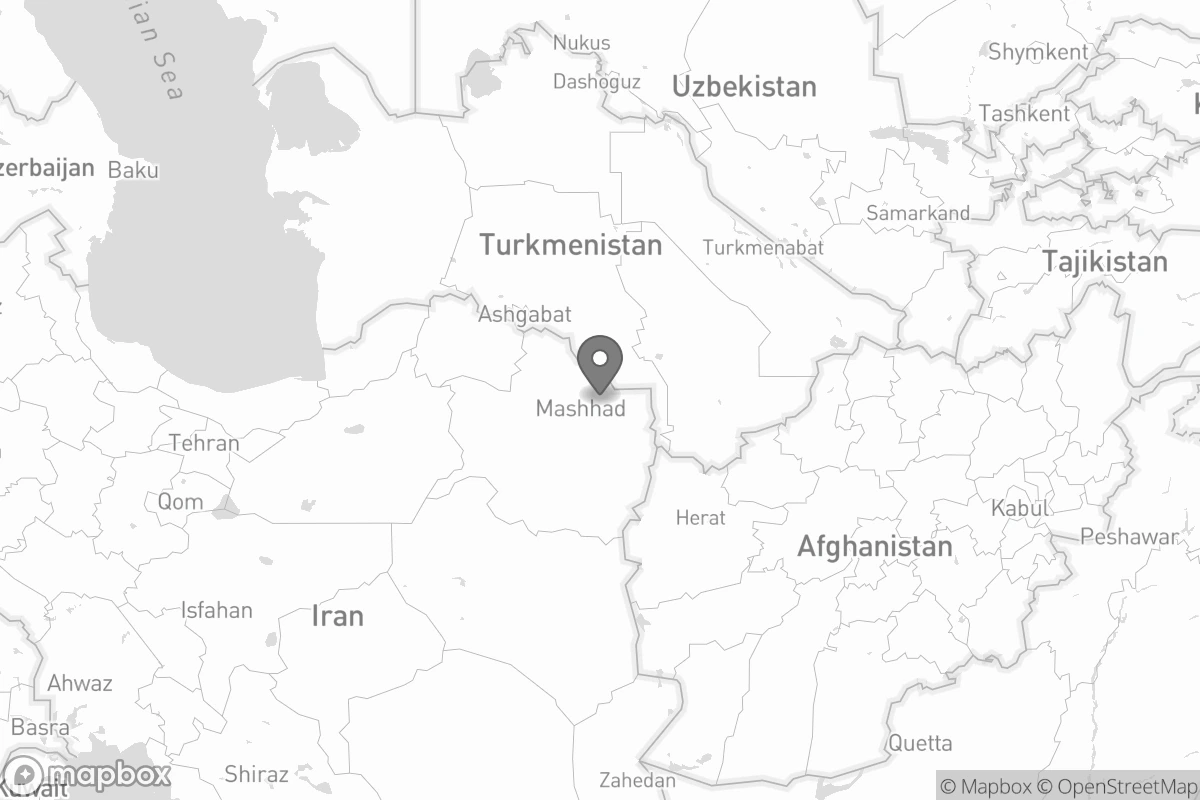 ian Sea
Nukus
Shymkent
Dashoguz
Uzbekistan
Tashkent
zerbaijan
Baku
Samarkand
Turkmenistan
Turkmenabat
Tajikistan
Ashgabat
Mashhad
Tehran
Qom
Herat
Kabul
Peshawar
Afghanistan
Isfahan
Iran
Ahwaz
Basra
Quetta
Shiraz
Zahedan
Kuwait
mapbox
© Mapbox © OpenStreetMap